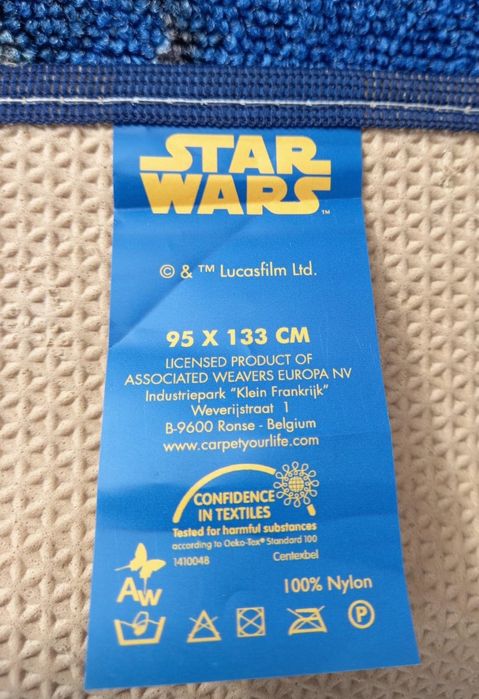 STAR
WARS ™
© & ™ Lucasfilm Ltd.
95 X 133 CM
LICENSED PRODUCT OF
ASSOCIATED WEAVERS EUROPA NV
Industriepark "Klein Frankrijk"
Weverijstraat 1
B-9600 Ronse - Belgium
www.carpetyourlife.com
CONFIDENCE
IN TEXTILES
Tested for harmful substances
according to Oeko-Tex® Standard 100
1410048 Centexbel
AW
100% Nylon
P